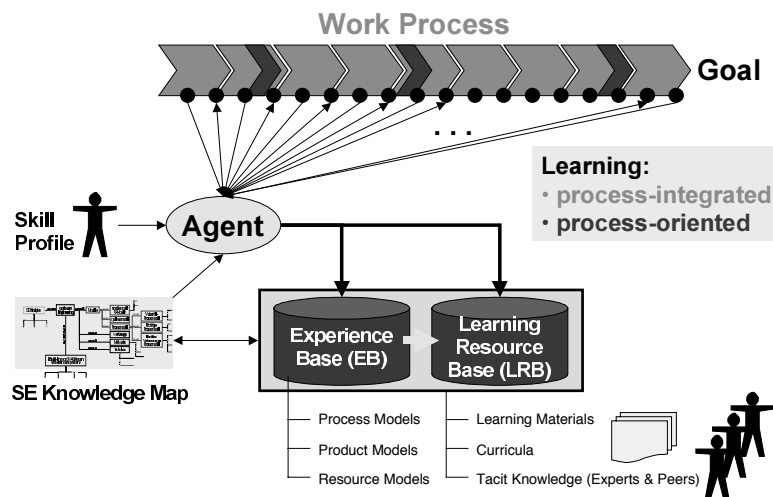 Work Process
Goal
. . .
Learning:
• process-integrated
• process-oriented
Skill
Profile
Agent
Experience
Base (EB)
Learning
Resource
Base (LRB)
SE Knowledge Map
Process Models
Product Models
Resource Models
Learning Materials
Curricula
Tacit Knowledge (Experts & Peers)